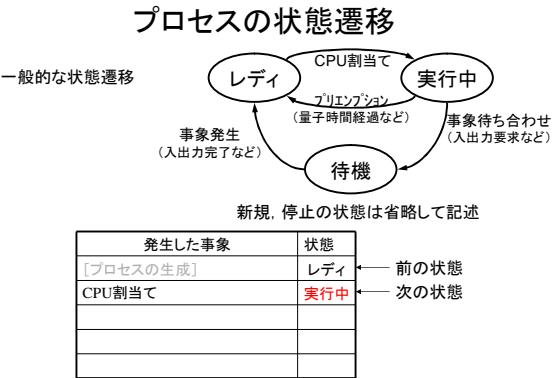 プロセスの状態遷移
一般的な状態遷移
レディ
CPU割当て
実行中
プリエンプション
(量子時間経過など)
事象発生
(入出力完了など)
事象待ち合わせ
(入出力要求など)
待機
新規, 停止の状態は省略して記述
発生した事象 状態
[プロセスの生成] レディ 前の状態
CPU割当て 実行中 次の状態